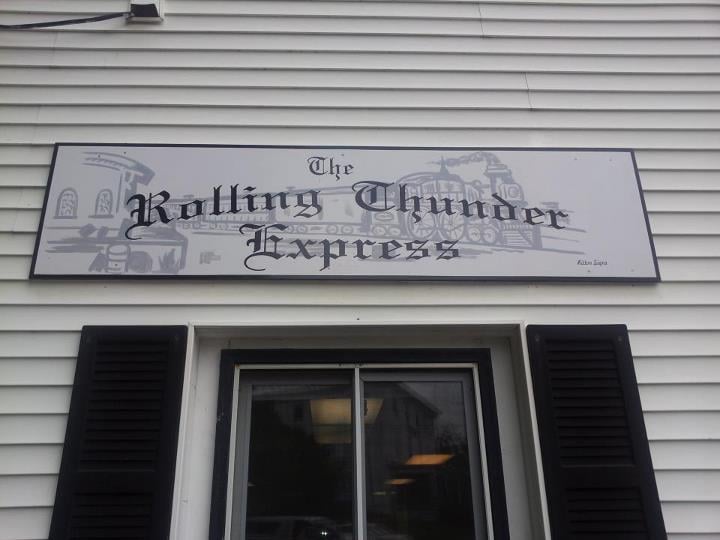 The
Rolling Thunder
Express